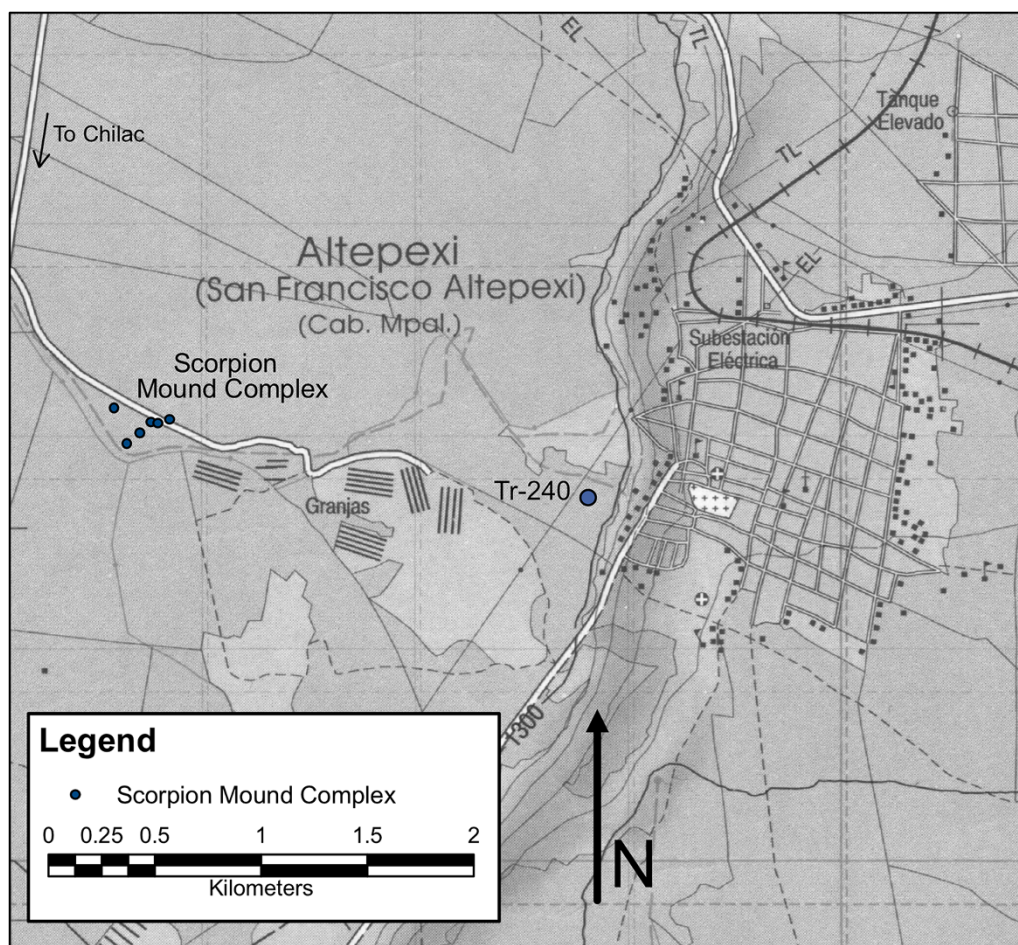 EL
TL
Tanque
Elevado
To Chilac
TL
Altepexi
(San Francisco Altepexi)
(Cab. Mpal.)
EL
Subestación
Eléctrica
Scorpion
Mound Complex
Tr-240
Granjas
1300
Legend
Scorpion Mound Complex
0 0.25 0.5 1 1.5 2
Kilometers
N